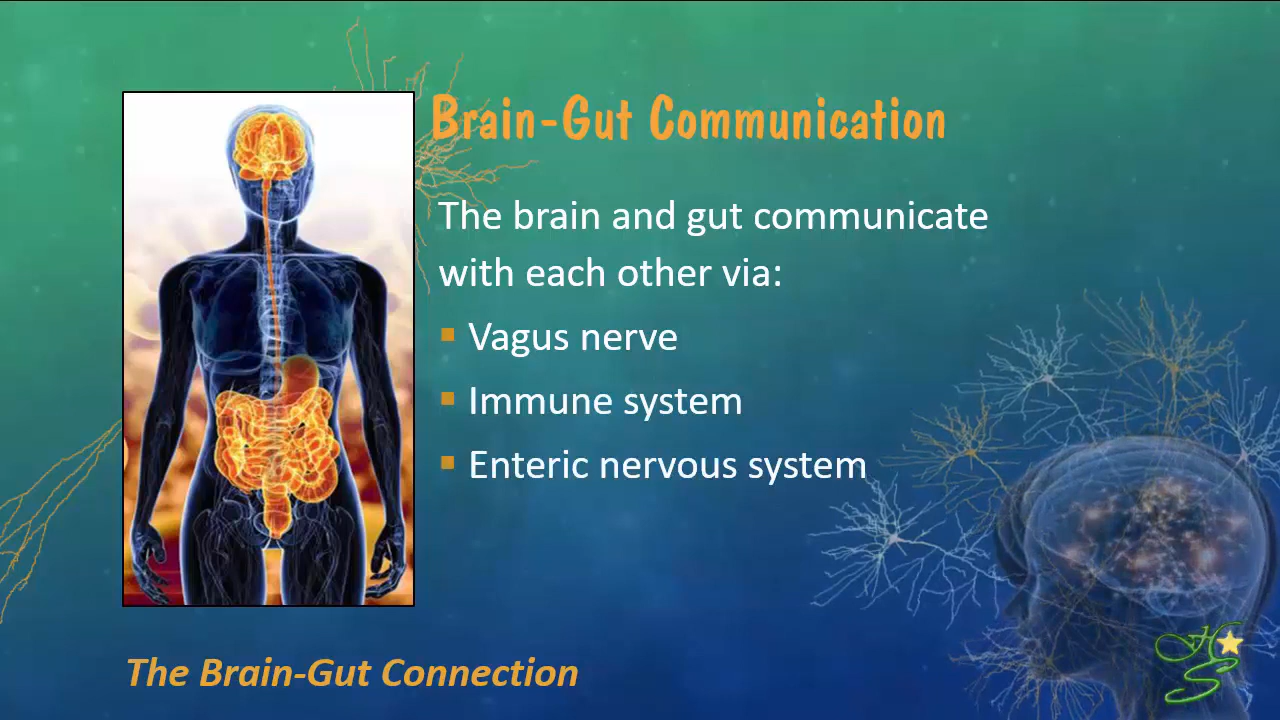 Brain-Gut Communication
The brain and gut communicate
with each other via:
▪ Vagus nerve
▪ Immune system
▪ Enteric nervous system
The Brain-Gut Connection
HS